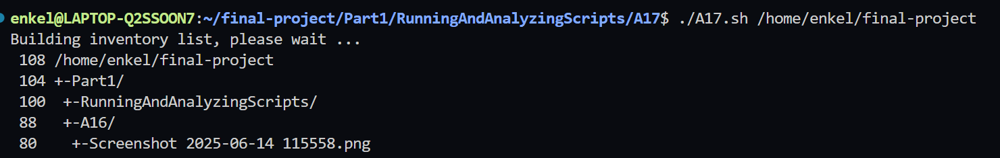 enkel@LAPTOP-Q2SSOON7:~/final-project/Part1/RunningAndAnalyzingScripts/A17$ ./A17.sh /home/enkel/final-project
Building inventory list, please wait ...
108 /home/enkel/final-project
104 +-Part1/
100  +-RunningAndAnalyzingScripts/
88   +-A16/
80    +-Screenshot 2025-06-14 115558.png